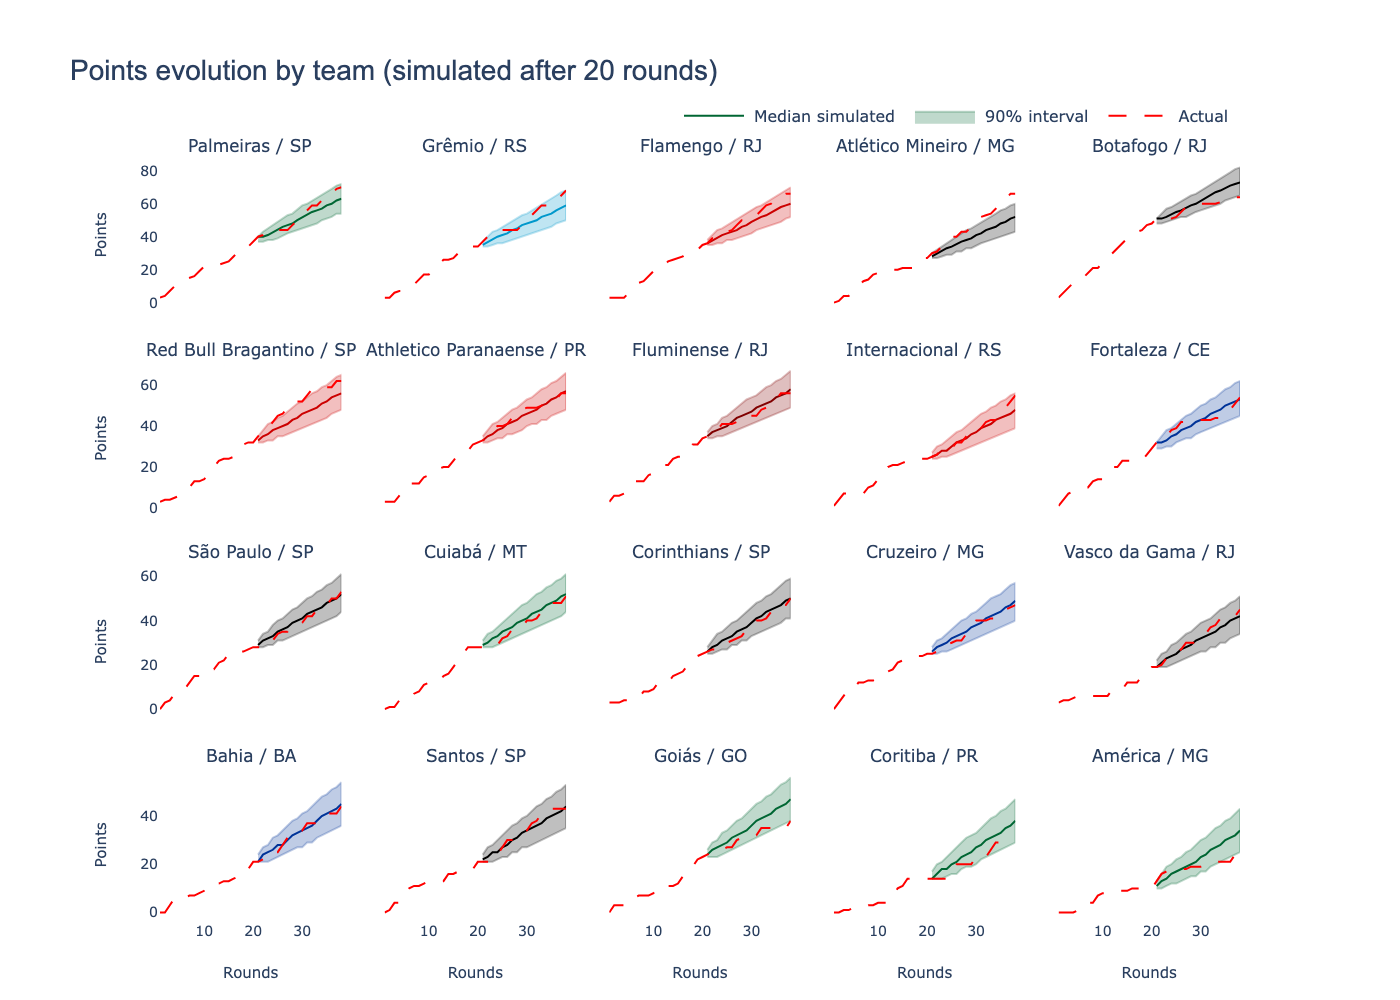 Points evolution by team (simulated after 20 rounds)
Median simulated 90% interval Actual
Palmeiras / SP Grêmio / RS Flamengo / RJ Atlético Mineiro / MG Botafogo / RJ
80
60
40
20
0
Points
Red Bull Bragantino / SP Athletico Paranaense / PR Fluminense / RJ Internacional / RS Fortaleza / CE
60
40
20
0
Points
São Paulo / SP Cuiabá / MT Corinthians / SP Cruzeiro / MG Vasco da Gama / RJ
60
40
20
0
Points
Bahia / BA Santos / SP Goiás / GO Coritiba / PR América / MG
40
20
0
Points
10 20 30 10 20 30 10 20 30 10 20 30 10 20 30
Rounds Rounds Rounds Rounds Rounds